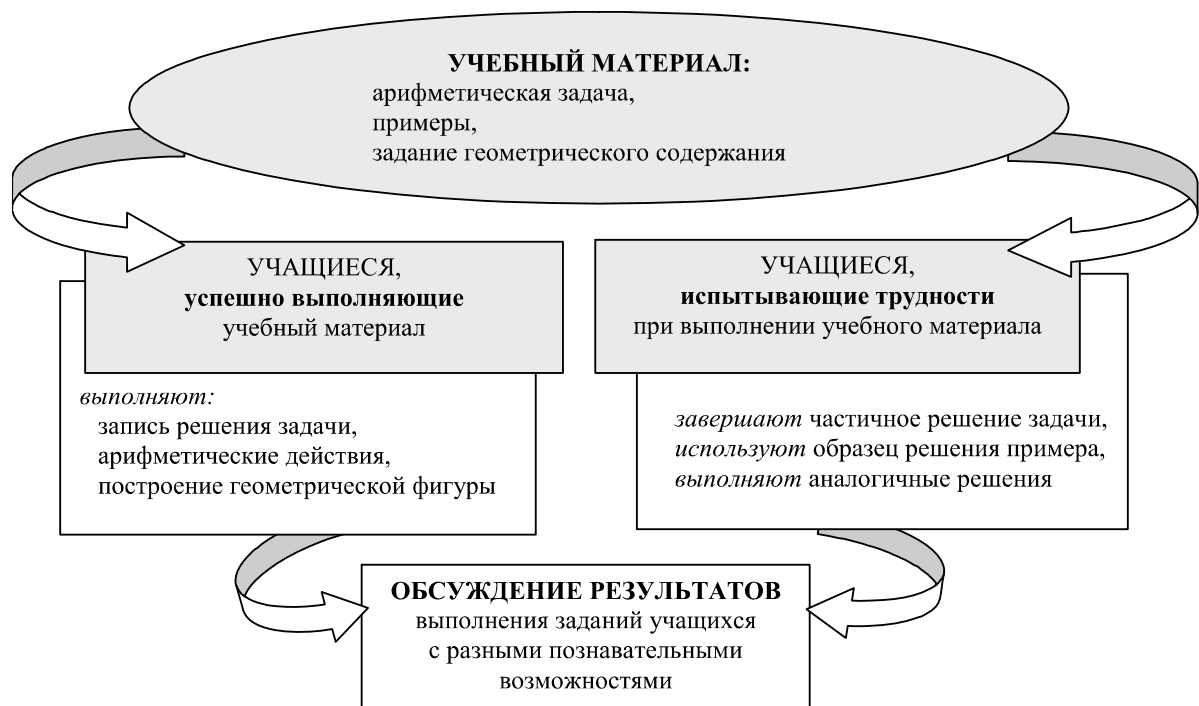 УЧЕБНЫЙ МАТЕРИАЛ:
арифметическая задача,
примеры,
задание геометрического содержания
УЧАЩИЕСЯ,
успешно выполняющие
учебный материал
выполняют:
запись решения задачи,
арифметические действия,
построение геометрической фигуры
УЧАЩИЕСЯ,
испытывающие трудности
при выполнении учебного материала
завершают частичное решение задачи,
используют образец решения примера,
выполняют аналогичные решения
ОБСУЖДЕНИЕ РЕЗУЛЬТАТОВ
выполнения заданий учащихся
с разными познавательными
возможностями